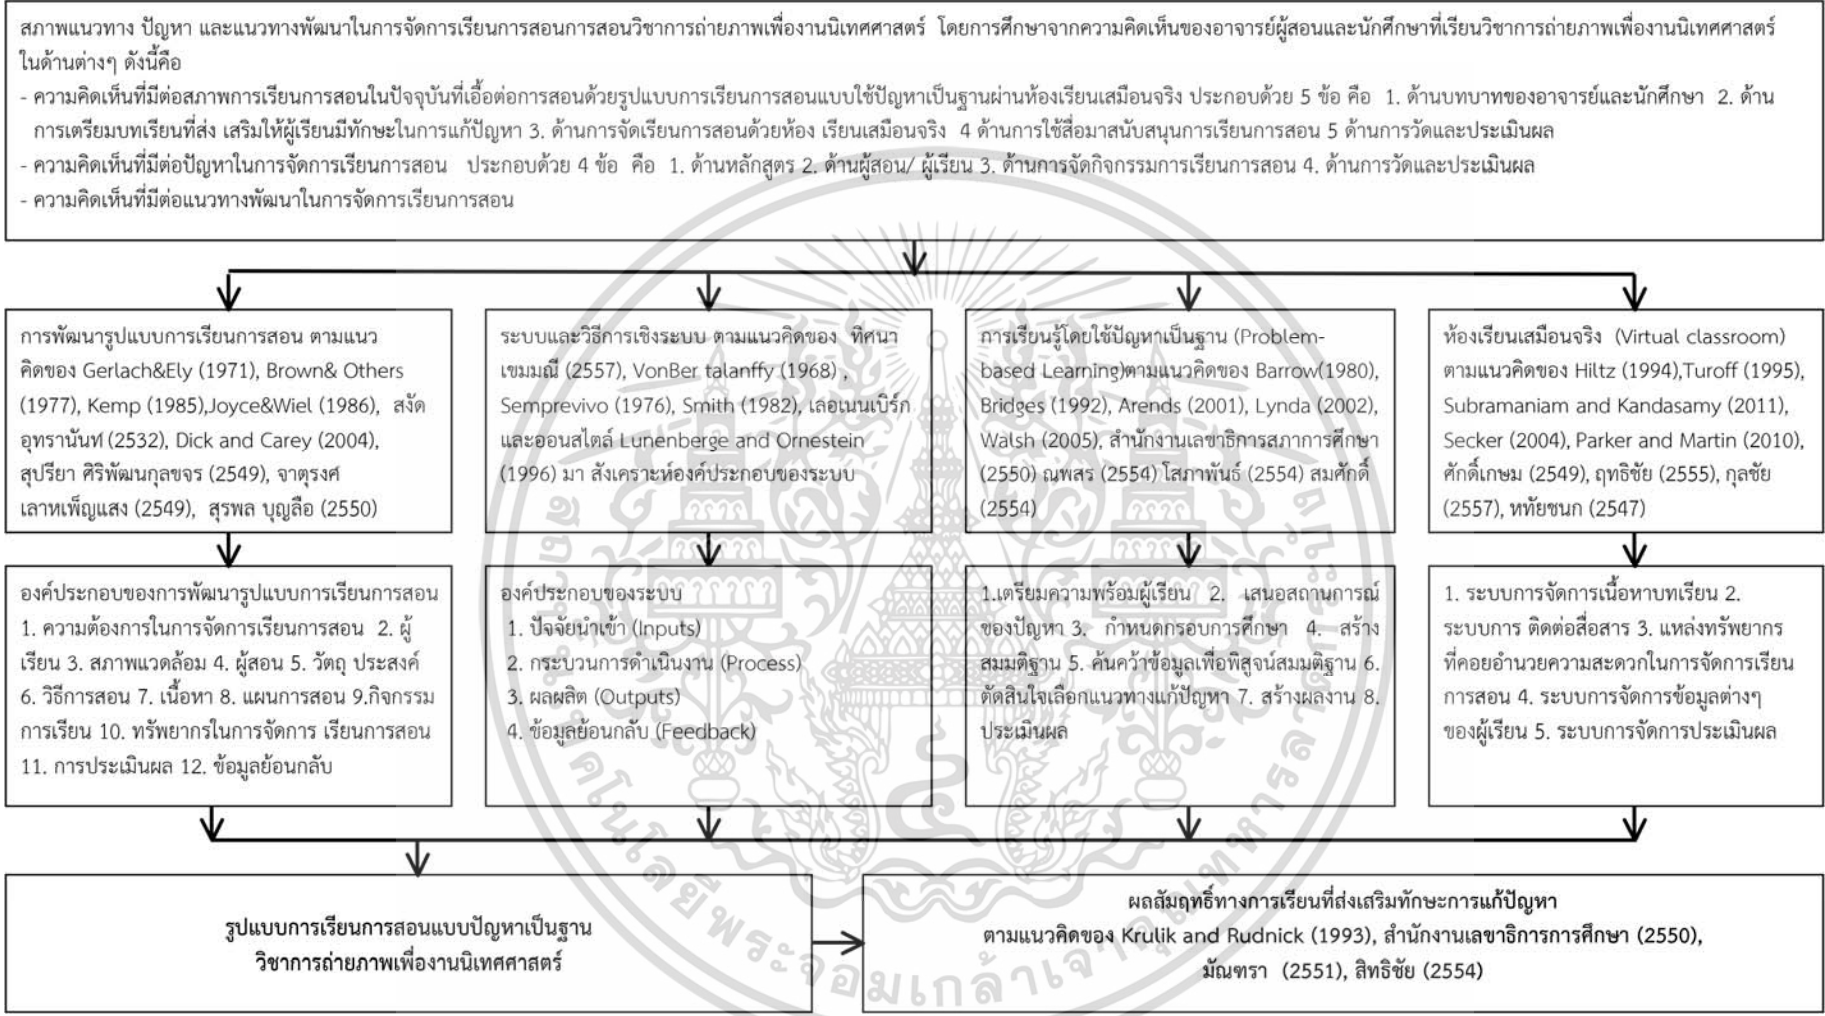 สภาพแนวทาง ปัญหา และแนวทางพัฒนาในการจัดการเรียนการสอนการสอนวิชาการถ่ายภาพเพื่องานนิเทศศาสตร์ โดยการศึกษาจากความคิดเห็นของอาจารย์ผู้สอนและนักศึกษาที่เรียนวิชาการถ่ายภาพเพื่องานนิเทศศาสตร์
ในด้านต่างๆ ดังนี้คือ
- ความคิดเห็นที่มีต่อสภาพการเรียนการสอนในปัจจุบันที่เอื้อต่อการสอนด้วยรูปแบบการเรียนการสอนแบบใช้ปัญหาเป็นฐานผ่านห้องเรียนเสมือนจริง ประกอบด้วย 5 ข้อ คือ 1. ด้านบทบาทของอาจารย์และนักศึกษา 2. ด้าน
การเตรียมบทเรียนที่ส่ง เสริมให้ผู้เรียนมีทักษะในการแก้ปัญหา 3. ด้านการจัดเรียนการสอนด้วยห้อง เรียนเสมือนจริง 4 ด้านการใช้สื่อมาสนับสนุนการเรียนการสอน 5 ด้านการวัดและประเมินผล
- ความคิดเห็นที่มีต่อปัญหาในการจัดการเรียนการสอน ประกอบด้วย 4 ข้อ คือ 1. ด้านหลักสูตร 2. ด้านผู้สอน/ ผู้เรียน 3. ด้านการจัดกิจกรรมการเรียนการสอน 4. ด้านการวัดและประเมินผล
- ความคิดเห็นที่มีต่อแนวทางพัฒนาในการจัดการเรียนการสอน
การพัฒนารูปแบบการเรียนการสอน ตามแนว
คิดของ Gerlach&Ely (1971), Brown& Others
(1977), Kemp (1985),Joyce&Wiel (1986), สงัด
อุทรานันท์ (2532), Dick and Carey (2004),
สุปรียา ศิริพัฒนกุลขจร (2549), จาตุรงศ์
เลาหเพ็ญแสง (2549), สุรพล บุญลือ (2550)
ระบบและวิธีการเชิงระบบ ตามแนวคิดของ ทิศนา
เขมมณี (2557), VonBer talanffy (1968) ,
Semprevivo (1976), Smith (1982), เลอเนนเบิร์ก
และออนสไตล์ Lunenberge and Ornestein
(1996) มา สังเคราะห์องค์ประกอบของระบบ
การเรียนรู้โดยใช้ปัญหาเป็นฐาน (Problem-
based Learning)ตามแนวคิดของ Barrow(1980),
Bridges (1992), Arends (2001), Lynda (2002),
Walsh (2005), สำนักงานเลขาธิการสภาการศึกษา
(2550) ณพสร (2554) โสภาพันธ์ (2554) สมศักดิ์
(2554)
ห้องเรียนเสมือนจริง (Virtual classroom)
ตามแนวคิดของ Hiltz (1994),Turoff (1995),
Subramaniam and Kandasamy (2011),
Secker (2004), Parker and Martin (2010),
ศักดิ์เกษม (2549), ฤทธิชัย (2555), กุลชัย
(2557), หทัยชนก (2547)
องค์ประกอบของการพัฒนารูปแบบการเรียนการสอน
1. ความต้องการในการจัดการเรียนการสอน 2. ผู้
เรียน 3. สภาพแวดล้อม 4. ผู้สอน 5. วัตถุ ประสงค์
6. วิธีการสอน 7. เนื้อหา 8. แผนการสอน 9.กิจกรรม
การเรียน 10. ทรัพยากรในการจัดการ เรียนการสอน
11. การประเมินผล 12. ข้อมูลย้อนกลับ
องค์ประกอบของระบบ
1. ปัจจัยนำเข้า (Inputs)
2. กระบวนการดำเนินงาน (Process)
3. ผลผลิต (Outputs)
4. ข้อมูลย้อนกลับ (Feedback)
1.เตรียมความพร้อมผู้เรียน 2. เสนอสถานการณ์
ของปัญหา 3. กำหนดกรอบการศึกษา 4. สร้าง
สมมติฐาน 5. ค้นคว้าข้อมูลเพื่อพิสูจน์สมมติฐาน 6.
ตัดสินใจเลือกแนวทางแก้ปัญหา 7. สร้างผลงาน 8.
ประเมินผล
1. ระบบการจัดการเนื้อหาบทเรียน 2.
ระบบการ ติดต่อสื่อสาร 3. แหล่งทรัพยากร
ที่คอยอำนวยความสะดวกในการจัดการเรียน
การสอน 4. ระบบการจัดการข้อมูลต่างๆ
ของผู้เรียน 5. ระบบการจัดการประเมินผล
รูปแบบการเรียนการสอนแบบปัญหาเป็นฐาน
วิชาการถ่ายภาพเพื่องานนิเทศศาสตร์
ผลสัมฤทธิ์ทางการเรียนที่ส่งเสริมทักษะการแก้ปัญหา
ตามแนวคิดของ Krulik and Rudnick (1993), สำนักงานเลขาธิการการศึกษา (2550),
มัณฑรา (2551), สิทธิชัย (2554)
สถาบันเทคโนโลยีพระจอมเกล้าเจ้าคุณทหารลาดกระบัง